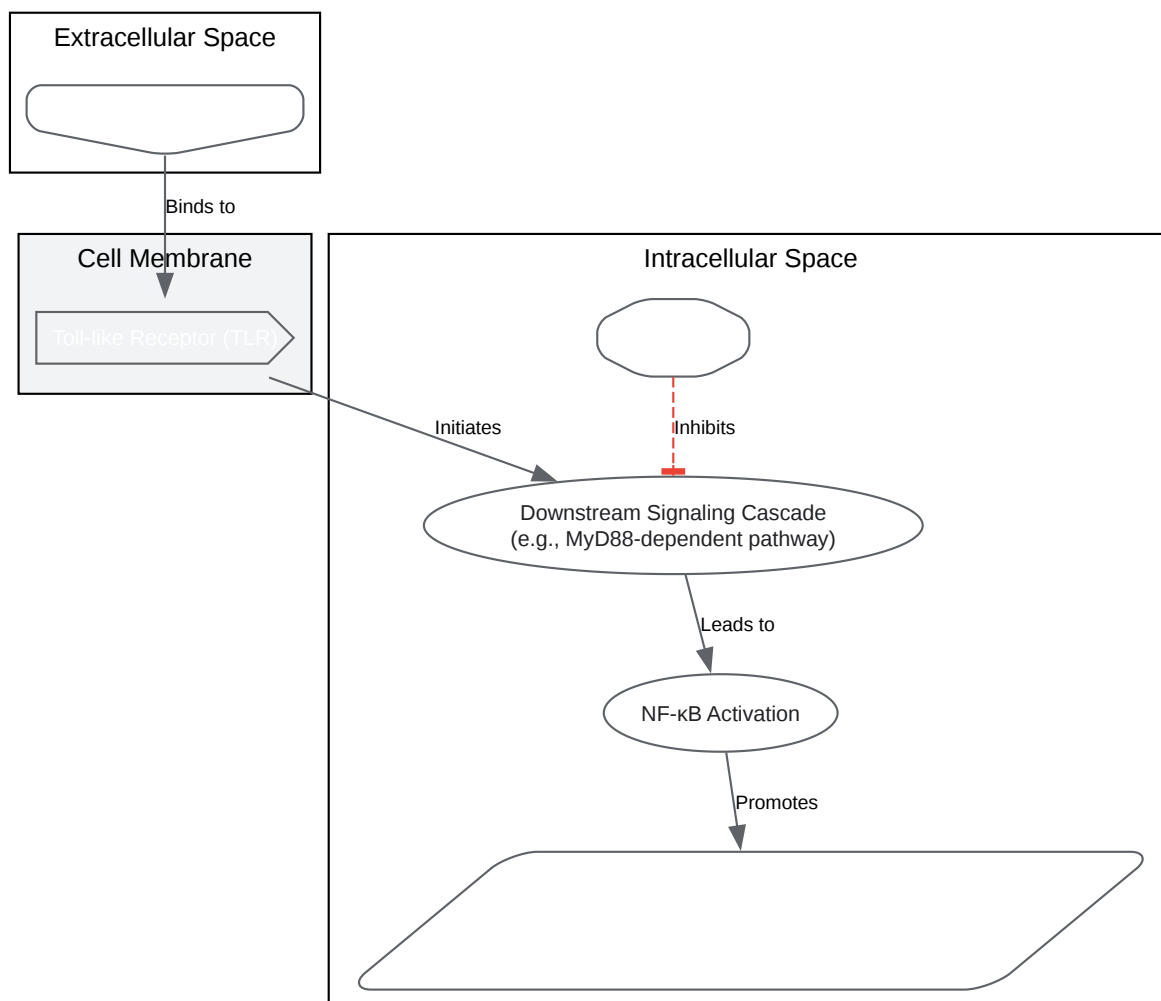 Extracellular Space
Binds to
Cell Membrane
Toll-like Receptor (TLR)
Intracellular Space
Inhibits
Initiates
Downstream Signaling Cascade
(e.g., MyD88-dependent pathway)
Leads to
NF-κB Activation
Promotes